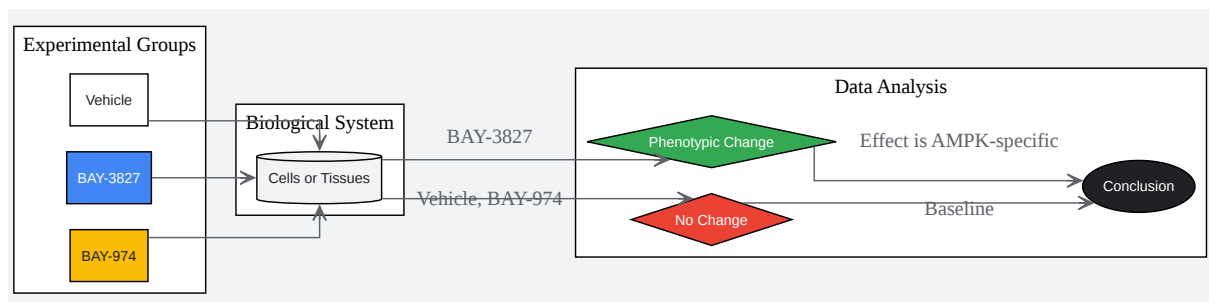 Experimental Groups
Vehicle
BAY-3827
BAY-974
Biological System
Cells or Tissues
BAY-3827
Vehicle, BAY-974
Data Analysis
Phenotypic Change
No Change
Effect is AMPK-specific
Baseline
Conclusion